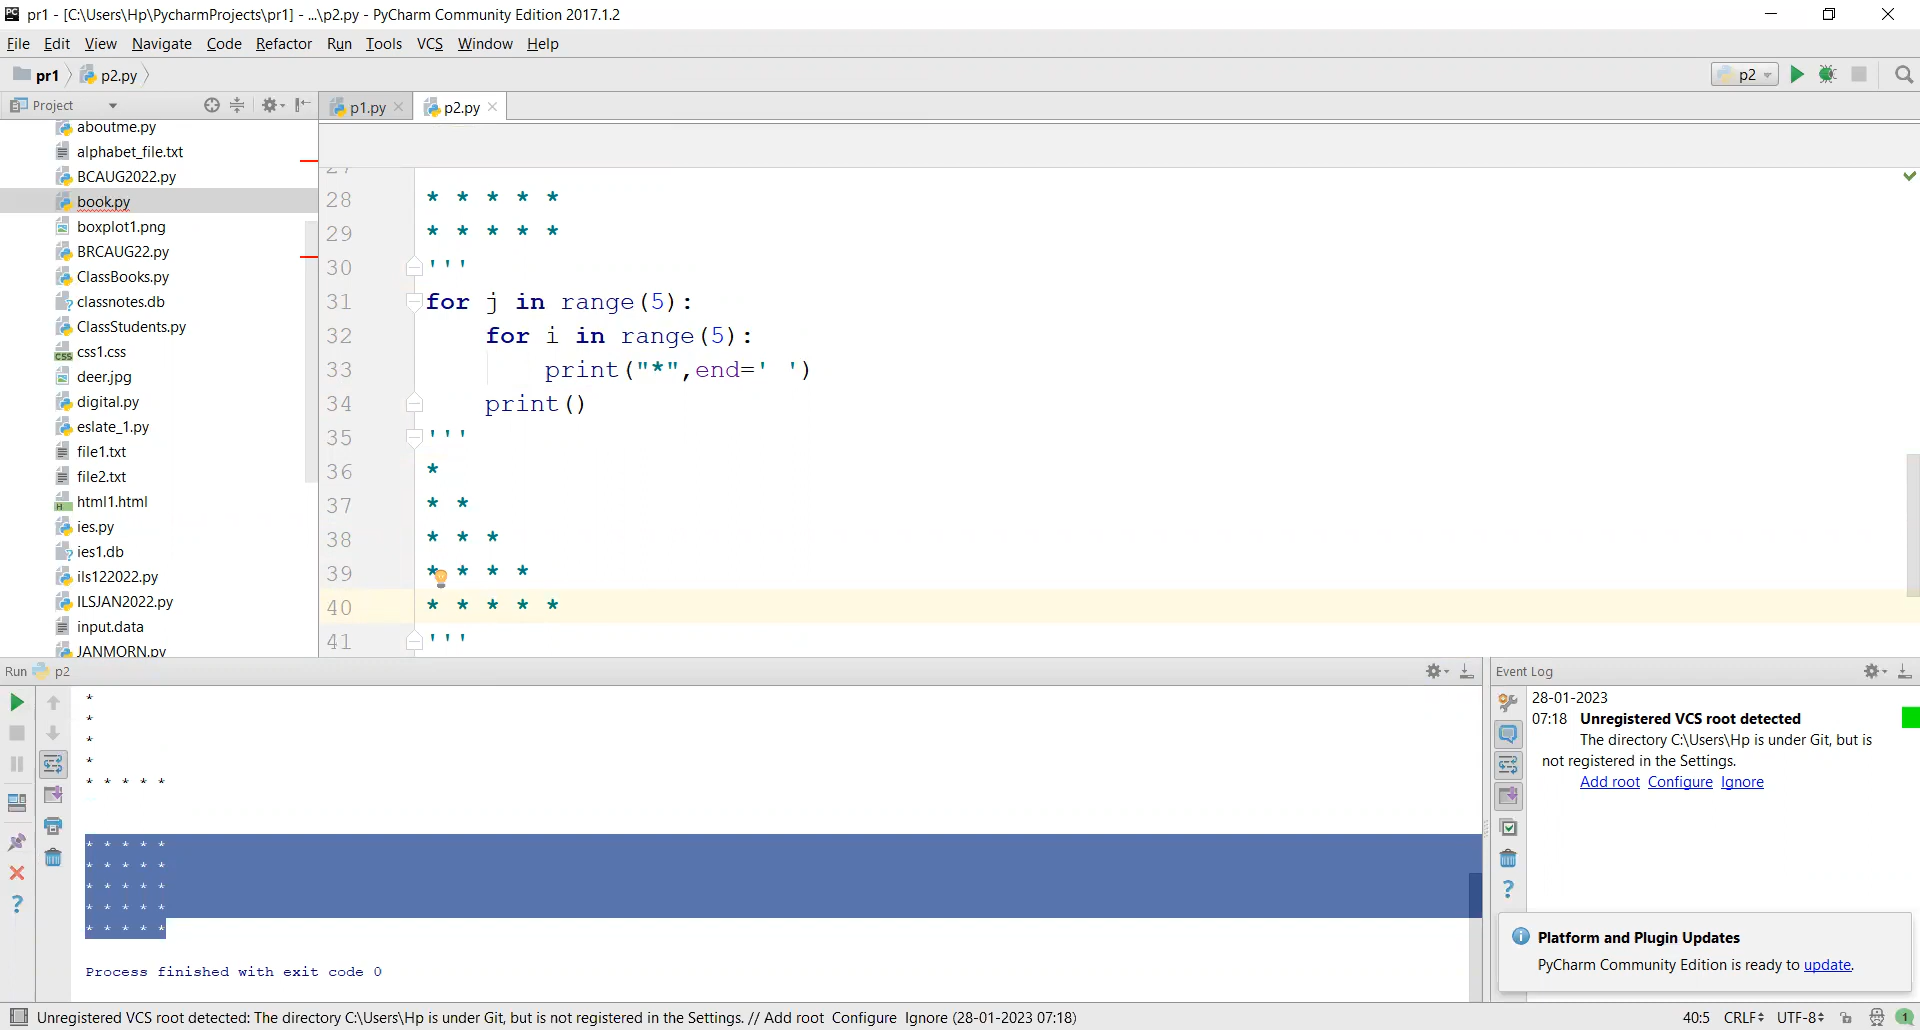 pr1 - [C:\Users\Hp\PycharmProjects\pr1] - ...\p2.py - PyCharm Community Edition 2017.1.2
File Edit View Navigate Code Refactor Run Tools VCS Window Help
pr1 p2.py p2
Project p1.py p2.py
aboutme.py
alphabet_file.txt
BCAUG2022.py
book.py
boxplot1.png
BRCAUG22.py
ClassBooks.py
classnotes.db
ClassStudents.py
css1.css
deer.jpg
digital.py
eslate_1.py
file1.txt
file2.txt
html1.html
ies.py
ies1.db
ils122022.py
ILSJAN2022.py
input.data
JANMORN.py
27
28 * * * * *
29 * * * * *
30 '''
31 for j in range(5):
32 for i in range(5):
33 print("*",end=' ')
34 print()
35 '''
36 *
37 * *
38 * * *
39 * * * *
40 * * * * *
41 '''
Run p2
*
*
*
*
* * * * *
* * * * *
* * * * *
* * * * *
* * * * *
* * * * *
Process finished with exit code 0
Event Log
28-01-2023
07:18 Unregistered VCS root detected
The directory C:\Users\Hp is under Git, but is
not registered in the Settings.
Add root Configure Ignore
Platform and Plugin Updates
PyCharm Community Edition is ready to update.
Unregistered VCS root detected: The directory C:\Users\Hp is under Git, but is not registered in the Settings. // Add root Configure Ignore (28-01-2023 07:18)
40:5 CRLF UTF-8 1